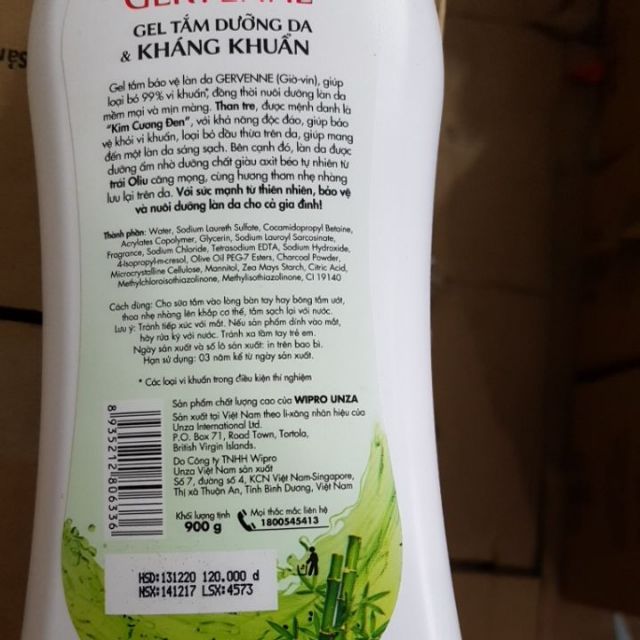 GERVENNE
GEL TẮM DƯỠNG DA
& KHÁNG KHUẨN
Gel tắm bảo vệ làn da GERVENNE (Giơ-vin), giúp
loại bỏ 99% vi khuẩn*, đồng thời nuôi dưỡng làn da
mềm mại và mịn màng. Than tre, được mệnh danh là
"Kim Cương Đen", với khả năng độc đáo, giúp bảo
vệ khỏi vi khuẩn, loại bỏ dầu thừa trên da, giúp mang
đến một làn da sáng sạch. Bên cạnh đó, làn da được
dưỡng ẩm nhờ dưỡng chất giàu axit béo tự nhiên từ
trái Oliu căng mọng, cùng hương thơm nhẹ nhàng
lưu lại trên da. Với sức mạnh từ thiên nhiên, bảo vệ
và nuôi dưỡng làn da cho cả gia đình!
Thành phần: Water, Sodium Laureth Sulfate, Cocamidopropyl Betaine,
Acrylates Copolymer, Glycerin, Sodium Lauroyl Sarcosinate,
Fragrance, Sodium Chloride, Tetrasodium EDTA, Sodium Hydroxide,
4-Isopropyl-m-cresol, Olive Oil PEG-7 Esters, Charcoal Powder,
Microcrystalline Cellulose, Mannitol, Zea Mays Starch, Citric Acid,
Methylchloroisothiazolinone, Methylisothiazolinone, CI 19140
Cách dùng: Cho sữa tắm vào lòng bàn tay hay bông tắm ướt,
thoa nhẹ nhàng lên khắp cơ thể, tắm sạch lại với nước.
Lưu ý: Tránh tiếp xúc với mắt. Nếu sản phẩm dính vào mắt,
hãy rửa kỹ với nước. Tránh xa tầm tay trẻ em.
Ngày sản xuất và số lô sản xuất: in trên bao bì.
Hạn sử dụng: 03 năm kể từ ngày sản xuất.
* Các loại vi khuẩn trong điều kiện thí nghiệm
Sản phẩm chất lượng cao của WIPRO UNZA
Sản xuất tại Việt Nam theo li-xăng nhãn hiệu của
Unza International Ltd.
P.O. Box 71, Road Town, Tortola,
British Virgin Islands.
Do Công ty TNHH Wipro
Unza Việt Nam sản xuất
Số 7, đường số 4, KCN Việt Nam-Singapore,
Thị xã Thuận An, Tỉnh Bình Dương, Việt Nam
8935212806336
Khối lượng tịnh
900 g
Mọi thắc mắc liên hệ
1800545413
HSD:131220 120.000 đ
NSX:141217 LSX:4573